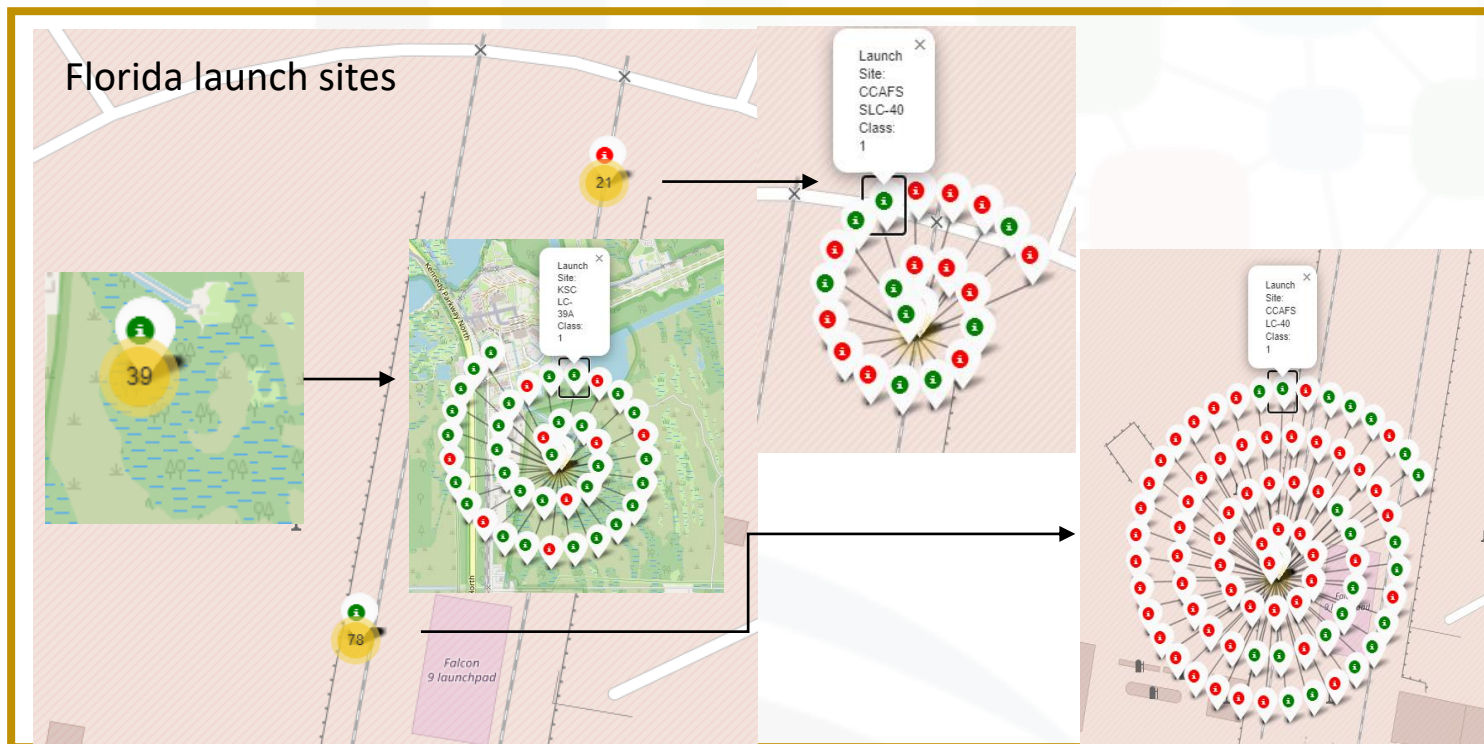 Florida launch sites
21
Launch
Site:
CCAFS
SLC-40
Class:
1
39
Kennedy Parkway North
Launch
Site:
KSC
LC-
39A
Class:
1
Launch
Site:
CCAFS
LC-40
Class:
1
78
Falcon
9 launchpad